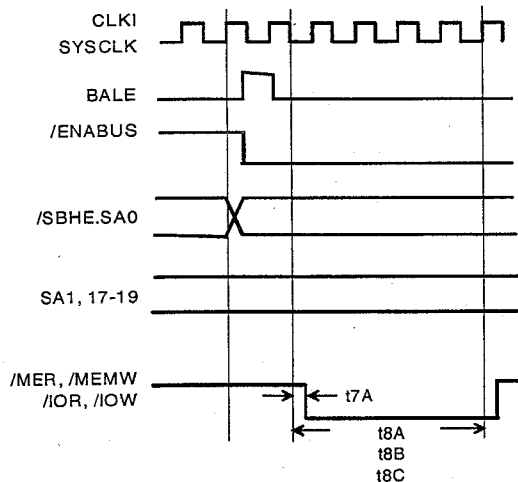 CLKI
SYSCLK
BALE
/ENABUS
/SBHE.SA0
SA1, 17-19
/MER, /MEMW
/IOR, /IOW
t7A
t8A
t8B
t8C